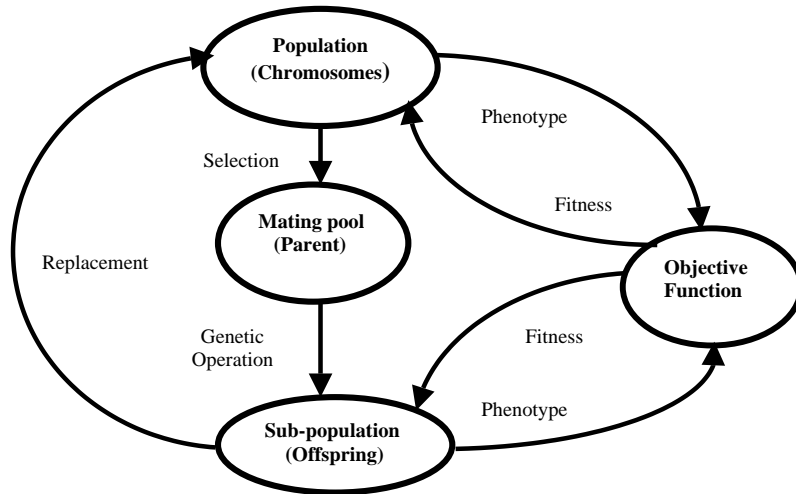 Population
(Chromosomes)
Phenotype
Selection
Fitness
Mating pool
(Parent)
Replacement
Objective
Function
Genetic
Operation
Fitness
Phenotype
Sub-population
(Offspring)